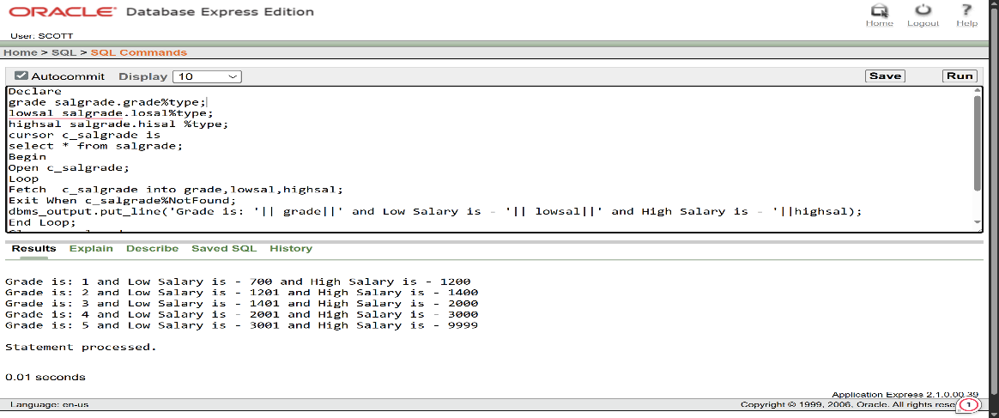 ORACLE® Database Express Edition
Home Logout Help
User: SCOTT
Home > SQL > SQL Commands
Autocommit Display 10 Save Run
Declare
grade salgrade.grade%type;
lowsal salgrade.losal%type;
highsal salgrade.hisal %type;
cursor c_salgrade is
select * from salgrade;
Begin
Open c_salgrade;
Loop
Fetch  c_salgrade into grade,lowsal,highsal;
Exit When c_salgrade%NotFound;
dbms_output.put_line('Grade is: '|| grade||' and Low Salary is - '|| lowsal||' and High Salary is - '||highsal);
End Loop;
Results Explain Describe Saved SQL History
Grade is: 1 and Low Salary is - 700 and High Salary is - 1200
Grade is: 2 and Low Salary is - 1201 and High Salary is - 1400
Grade is: 3 and Low Salary is - 1401 and High Salary is - 2000
Grade is: 4 and Low Salary is - 2001 and High Salary is - 3000
Grade is: 5 and Low Salary is - 3001 and High Salary is - 9999
Statement processed.
0.01 seconds
Application Express 2.1.0.00.39
Language: en-us Copyright © 1999, 2006, Oracle. All rights rese
1